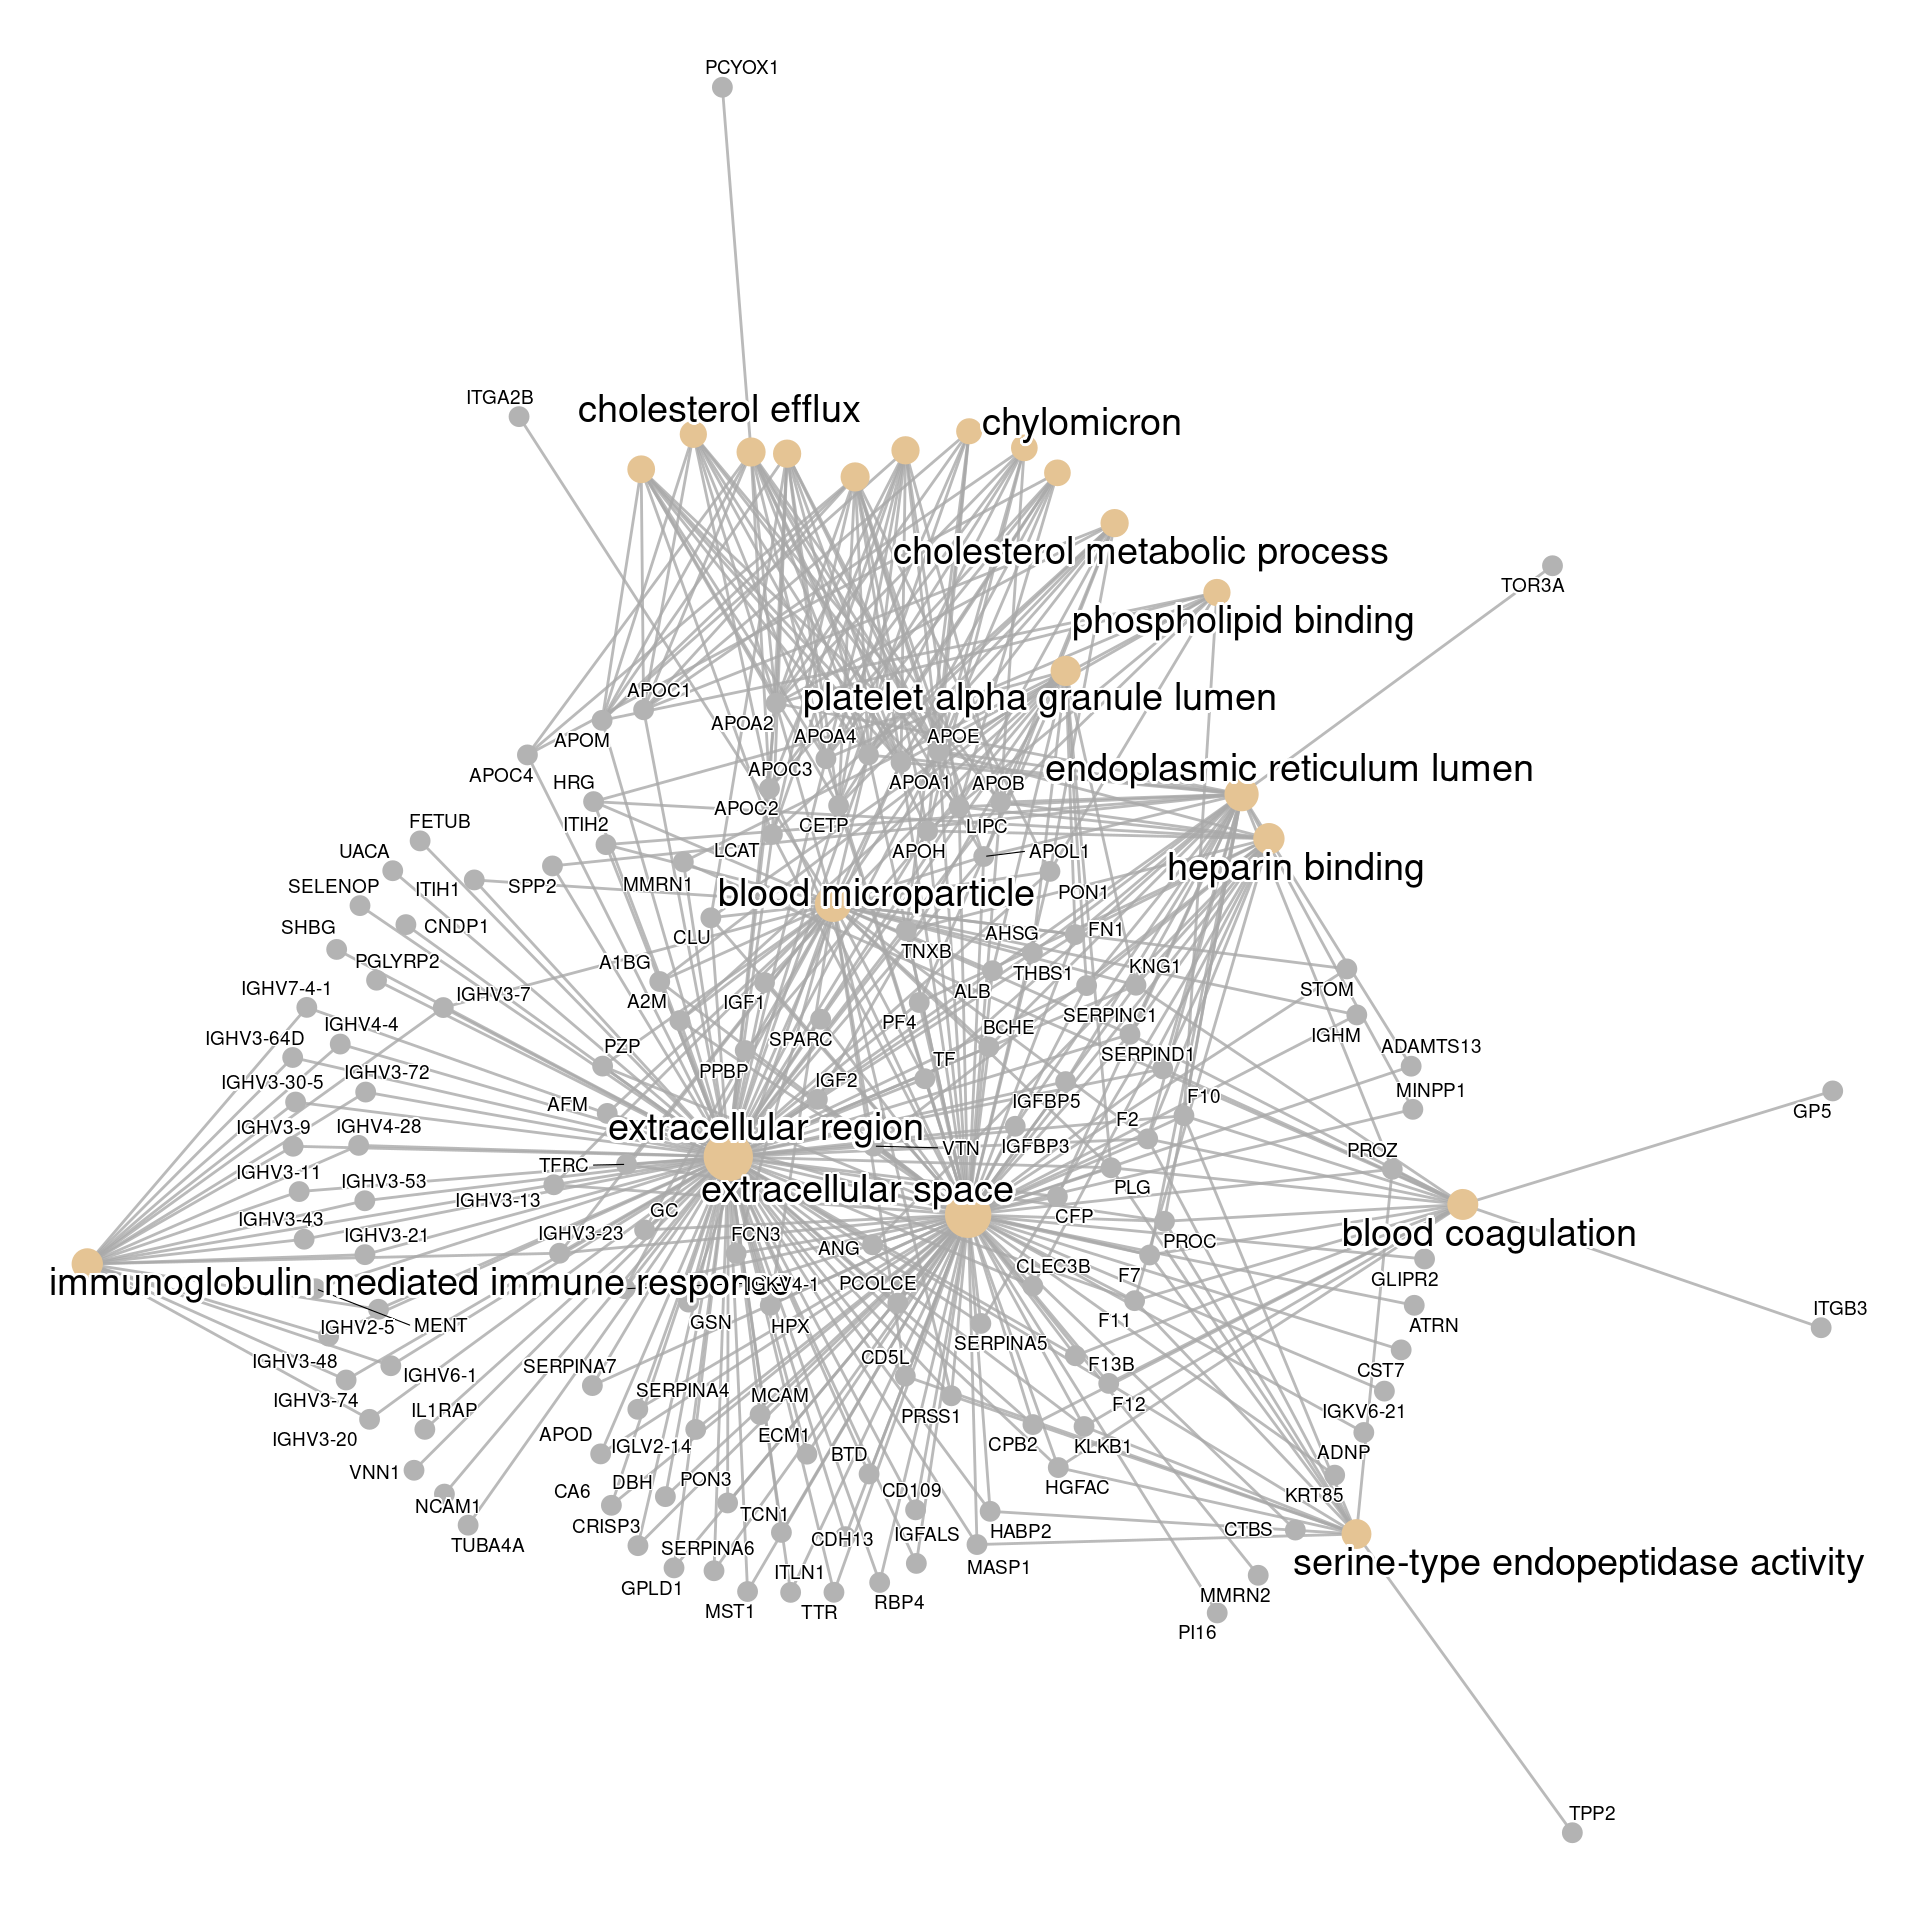 PCYOX1
ITGA2B
cholesterol efflux
chylomicron
cholesterol metabolic process
TOR3A
phospholipid binding
APOC1
platelet alpha granule lumen
APOA2
APOM
APOA4
APOE
APOC4
HRG
APOC3
APOA1
APOB
endoplasmic reticulum lumen
FETUB
ITIH2
APOC2
CETP
LIPC
UACA
LCAT
APOH
APOL1
heparin binding
SELENOP
ITIH1
SPP2
MMRN1
blood microparticle
PON1
SHBG
CNDP1
CLU
TNXB
AHSG
FN1
PGLYRP2
A1BG
THBS1
KNG1
IGHV7-4-1
IGHV3-7
A2M
IGF1
ALB
STOM
IGHV4-4
PF4
SERPINC1
IGHV3-64D
PZP
SPARC
BCHE
SERPIND1
IGHM
ADAMTS13
IGHV3-30-5
IGHV3-72
PPBP
IGF2
TF
MINPP1
AFM
IGFBP5
F10
GP5
IGHV3-9
IGHV4-28
extracellular region
F2
IGHV3-11
TFRC
VTN
IGFBP3
PROZ
IGHV3-53
IGHV3-13
extracellular space
PLG
IGHV3-43
GC
CFP
IGHV3-21
IGHV3-23
FCN3
ANG
PROC
blood coagulation
immunoglobulin mediated immune response
IGKV4-1
PCOLCE
CLEC3B
F7
GLIPR2
IGHV2-5
MENT
GSN
HPX
SERPINA5
F11
ATRN
ITGB3
IGHV3-48
IGHV6-1
SERPINA7
CD5L
F13B
CST7
IGHV3-74
IL1RAP
SERPINA4
MCAM
PRSS1
F12
IGKV6-21
IGHV3-20
APOD
IGLV2-14
ECM1
BTD
CPB2
KLKB1
ADNP
VNN1
CA6
DBH
PON3
CD109
HGFAC
KRT85
NCAM1
CRISP3
TCN1
CDH13
IGFALS
HABP2
CTBS
TUBA4A
SERPINA6
ITLN1
MASP1
serine-type endopeptidase activity
GPLD1
MST1
TTR
RBP4
MMRN2
PI16
TPP2